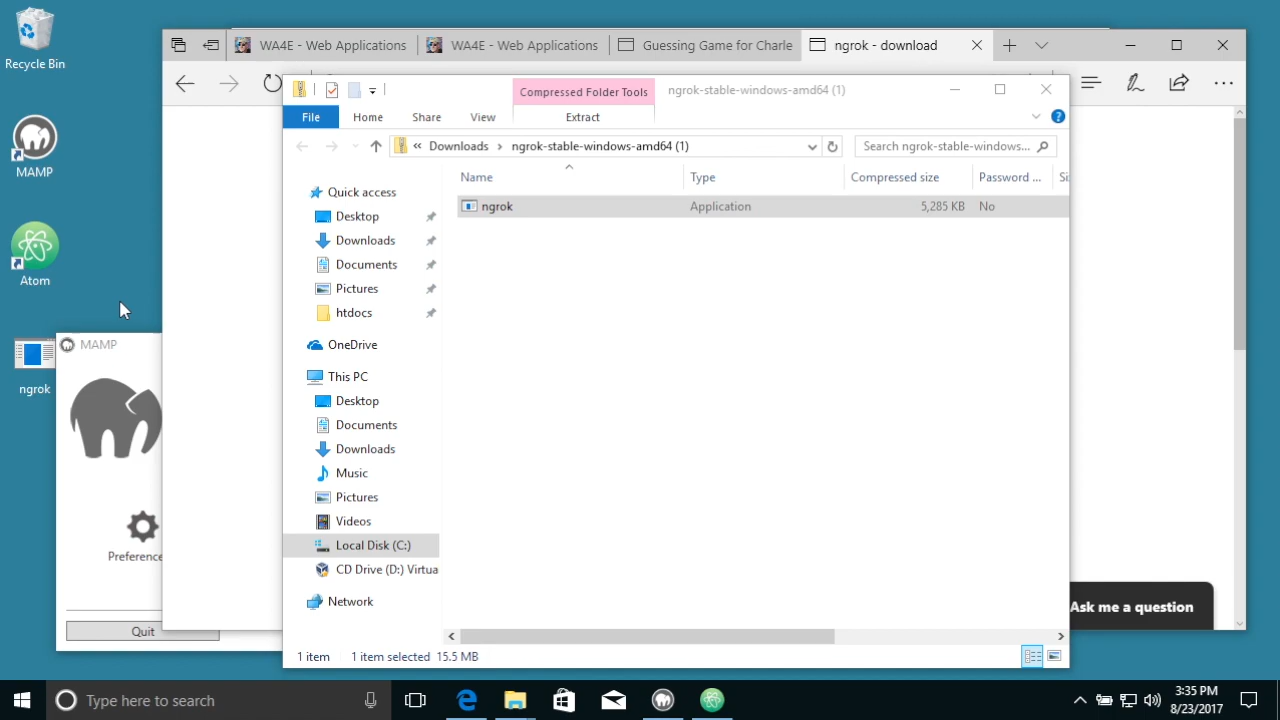 Recycle Bin
MAMP
Atom
ngrok
MAMP
Preference
Quit
WA4E - Web Applications
WA4E - Web Applications
Guessing Game for Charle
ngrok - download
Compressed Folder Tools
ngrok-stable-windows-amd64 (1)
File
Home
Share
View
Extract
« Downloads › ngrok-stable-windows-amd64 (1)
Search ngrok-stable-windows...
Name
Type
Compressed size
Password ...
Si
ngrok
Application
5,285 KB
No
Quick access
Desktop
Downloads
Documents
Pictures
htdocs
OneDrive
This PC
Desktop
Documents
Downloads
Music
Pictures
Videos
Local Disk (C:)
CD Drive (D:) Virtua
Network
1 item
1 item selected 15.5 MB
Ask me a question
Type here to search
3:35 PM
8/23/2017